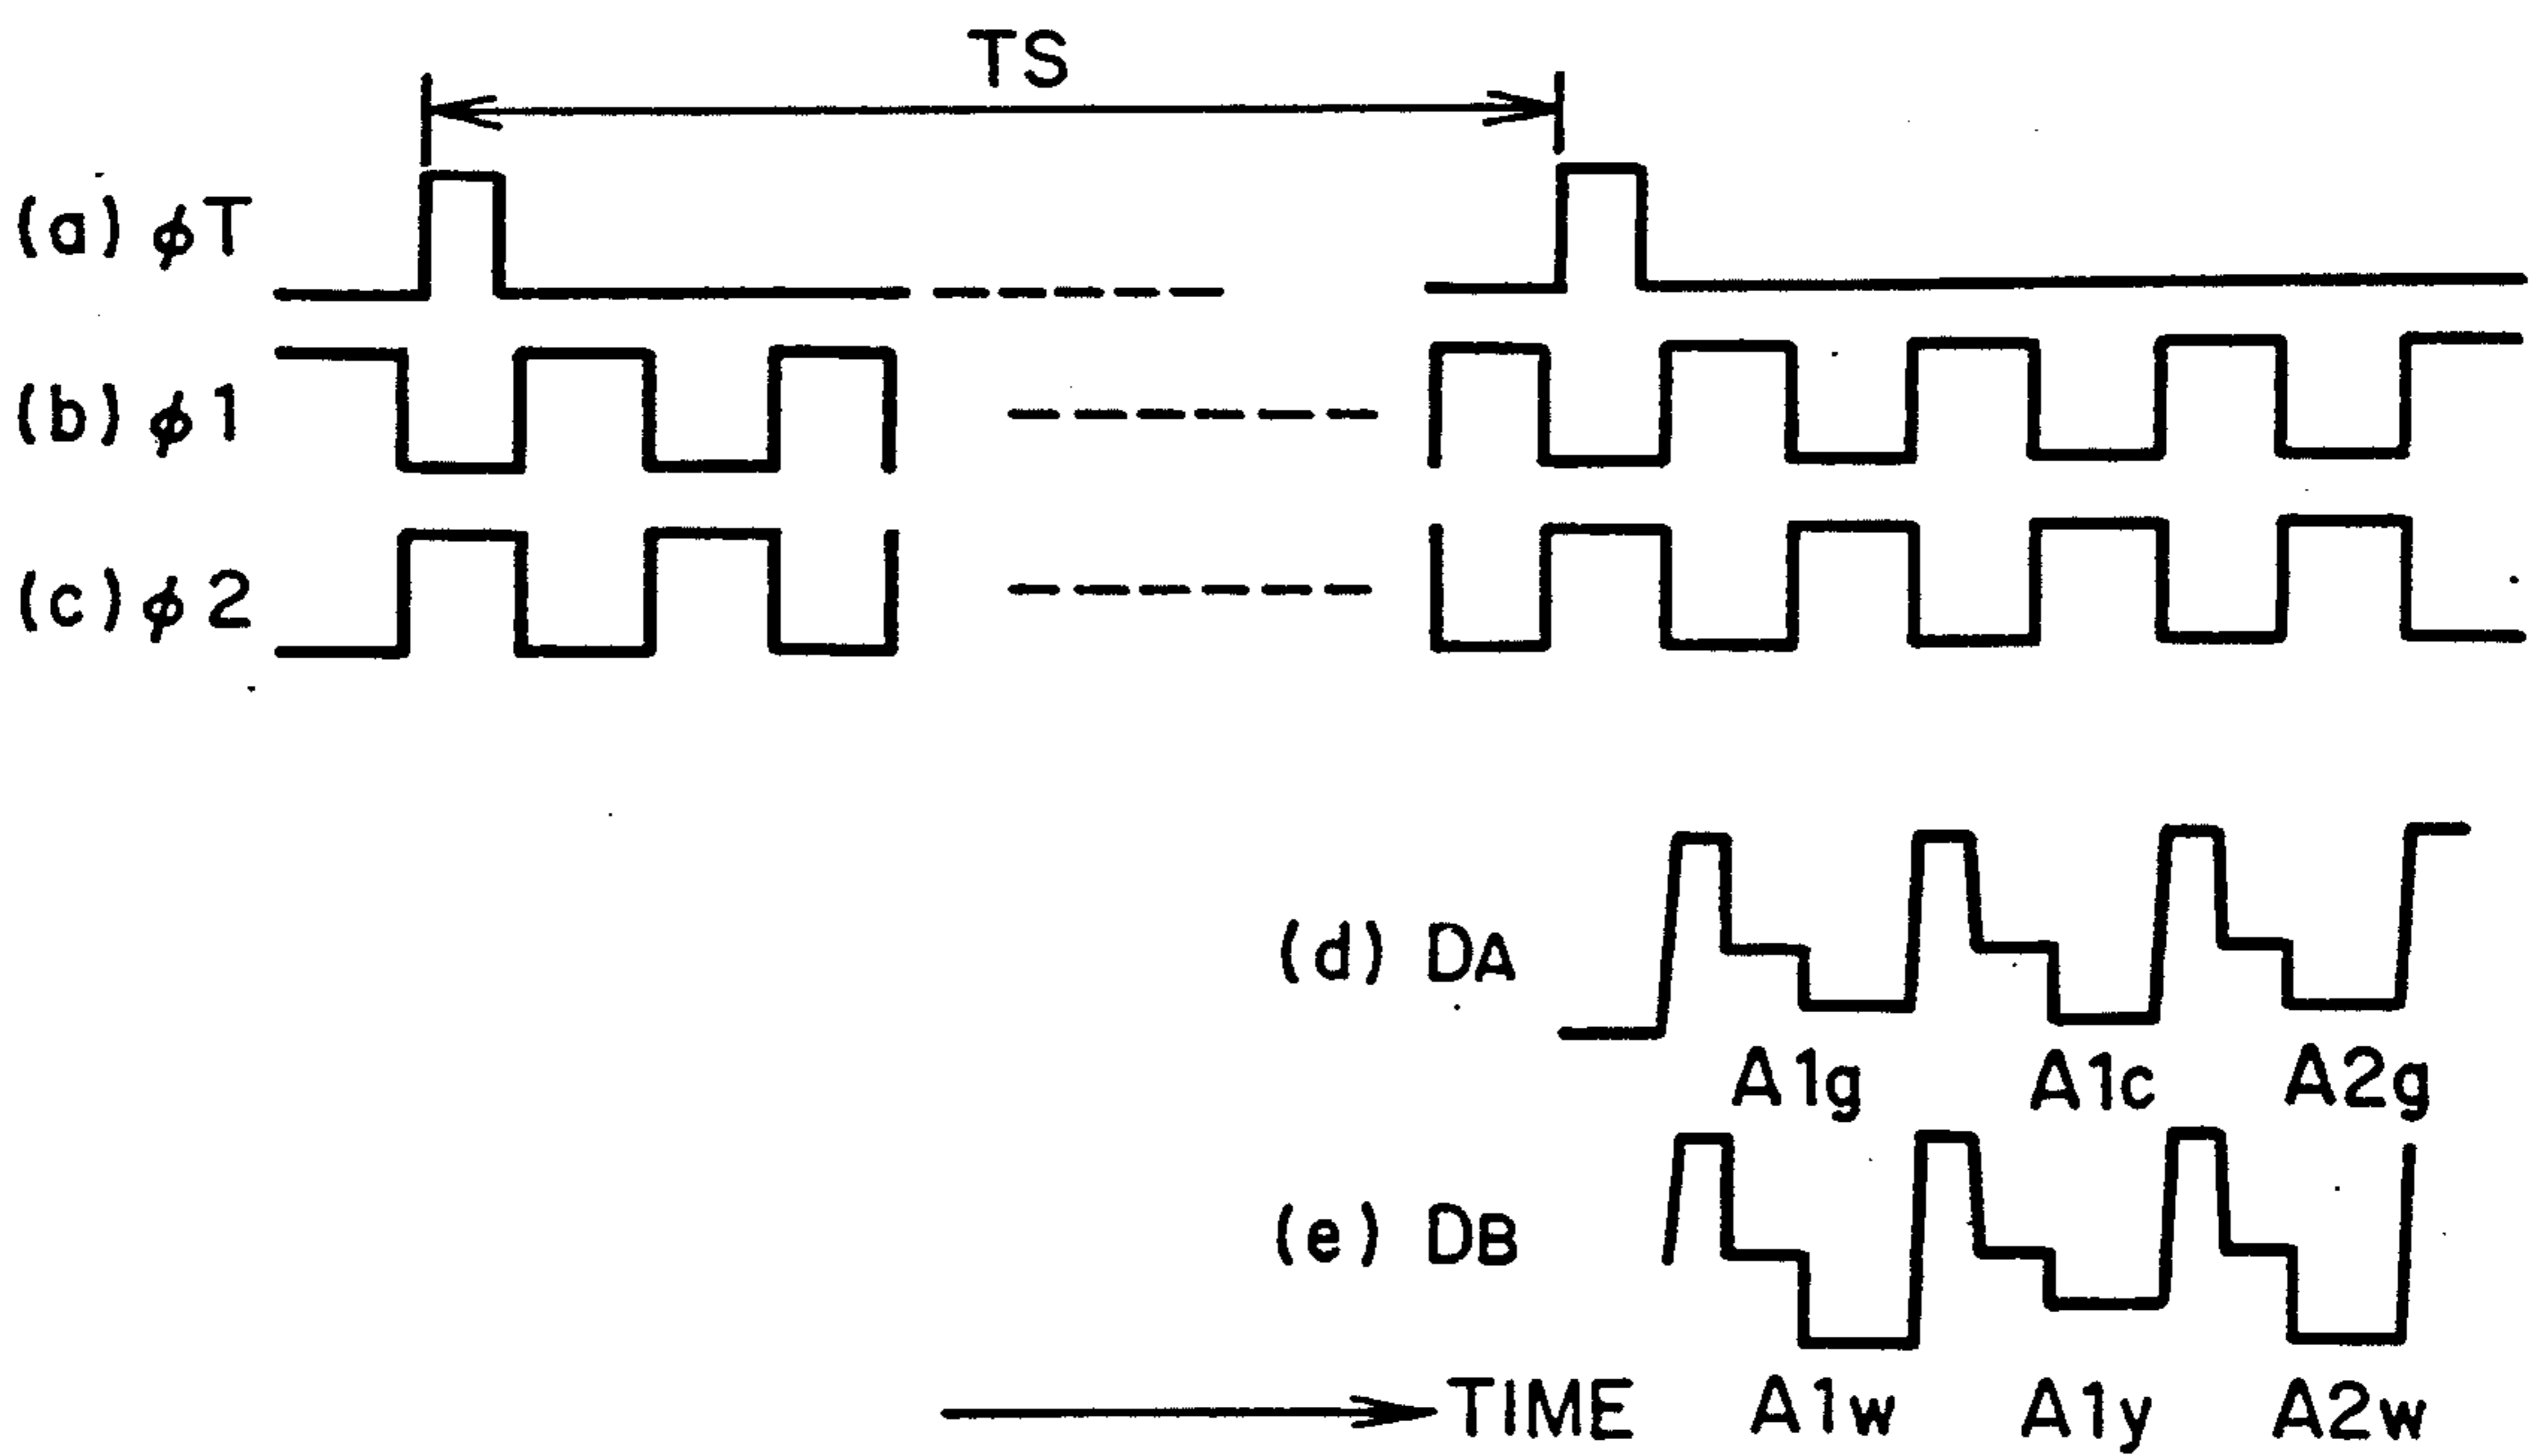 TS
(a) φT
(b) φ1
(c) φ2
(d) DA
A1g A1c A2g
(e) DB
A1w A1y A2w
TIME